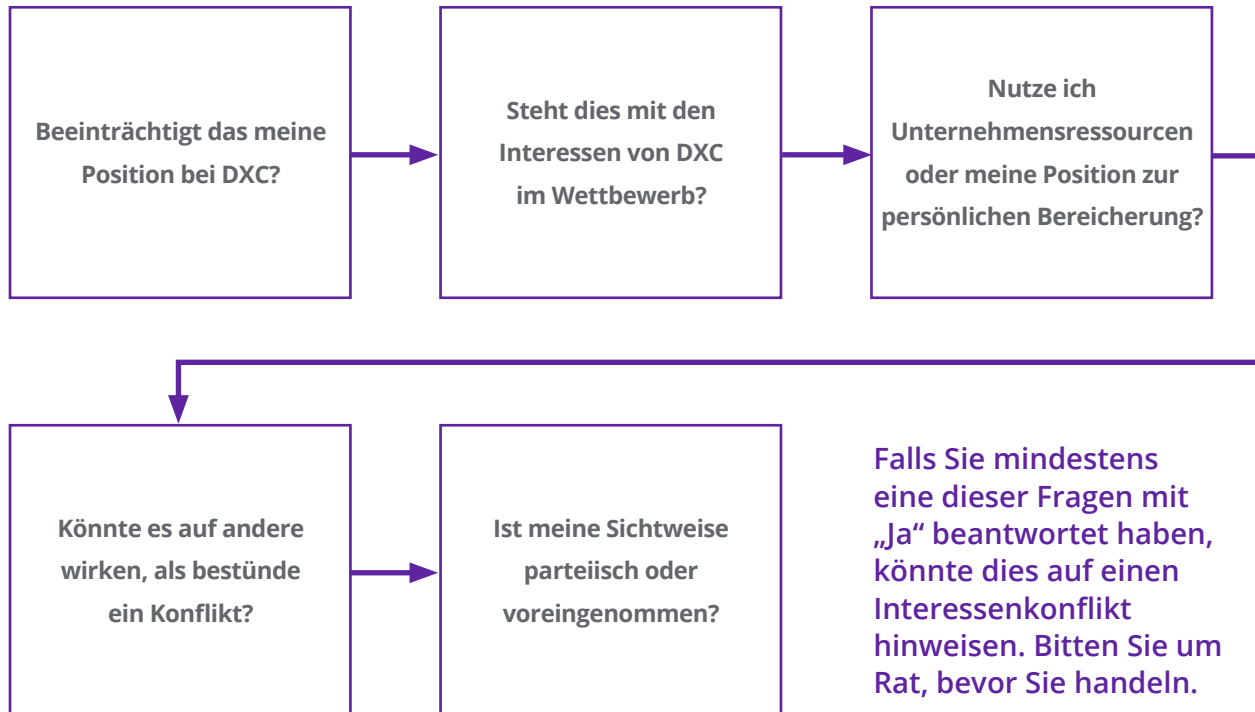 Beeinträchtigt das meine
Position bei DXC?
Steht dies mit den
Interessen von DXC
im Wettbewerb?
Nutze ich
Unternehmensressourcen
oder meine Position zur
persönlichen Bereicherung?
Könnte es auf andere
wirken, als bestünde
ein Konflikt?
Ist meine Sichtweise
parteiisch oder
voreingenommen?
Falls Sie mindestens
eine dieser Fragen mit
„Ja“ beantwortet haben,
könnte dies auf einen
Interessenkonflikt
hinweisen. Bitten Sie um
Rat, bevor Sie handeln.